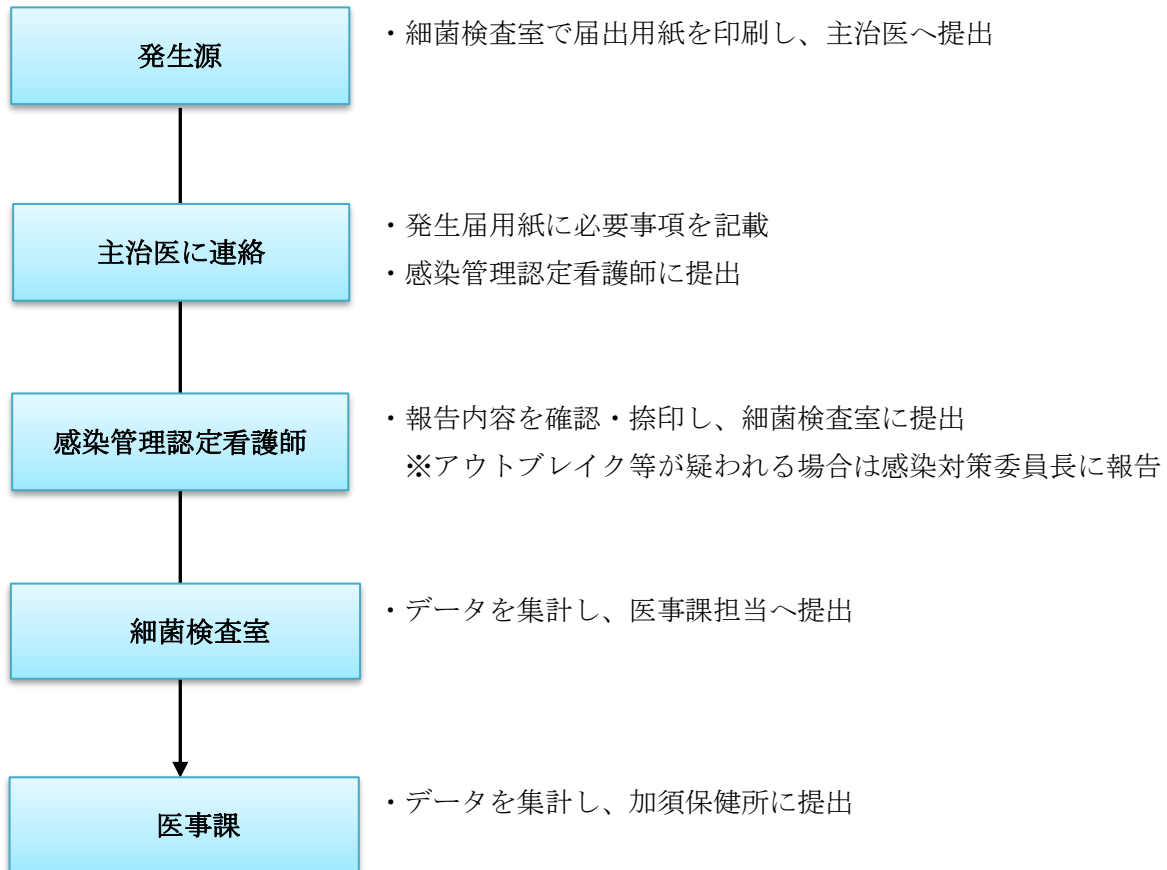 発生源
・細菌検査室で届出用紙を印刷し、主治医へ提出
主治医に連絡
・発生届用紙に必要事項を記載
・感染管理認定看護師に提出
感染管理認定看護師
・報告内容を確認・捺印し、細菌検査室に提出
※アウトブレイク等が疑われる場合は感染対策委員長に報告
細菌検査室
・データを集計し、医事課担当へ提出
医事課
・データを集計し、加須保健所に提出